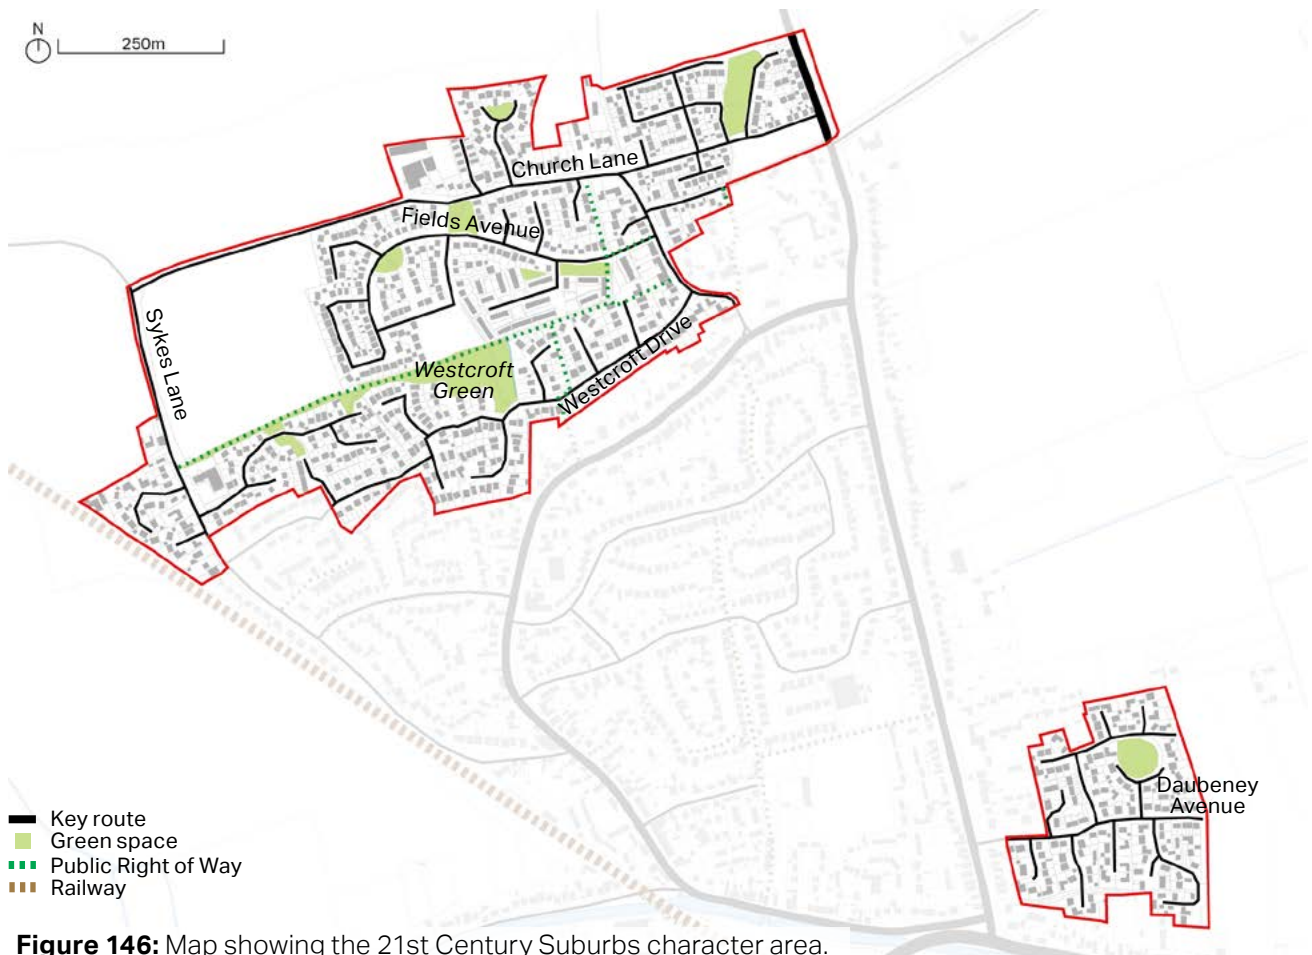 N
250m
Church Lane
Fields Avenue
Sykes Lane
Westcroft
Green
Westcroft Drive
Daubeney
Avenue
Key route
Green space
Public Right of Way
Railway
Figure 146: Map showing the 21st Century Suburbs character area.